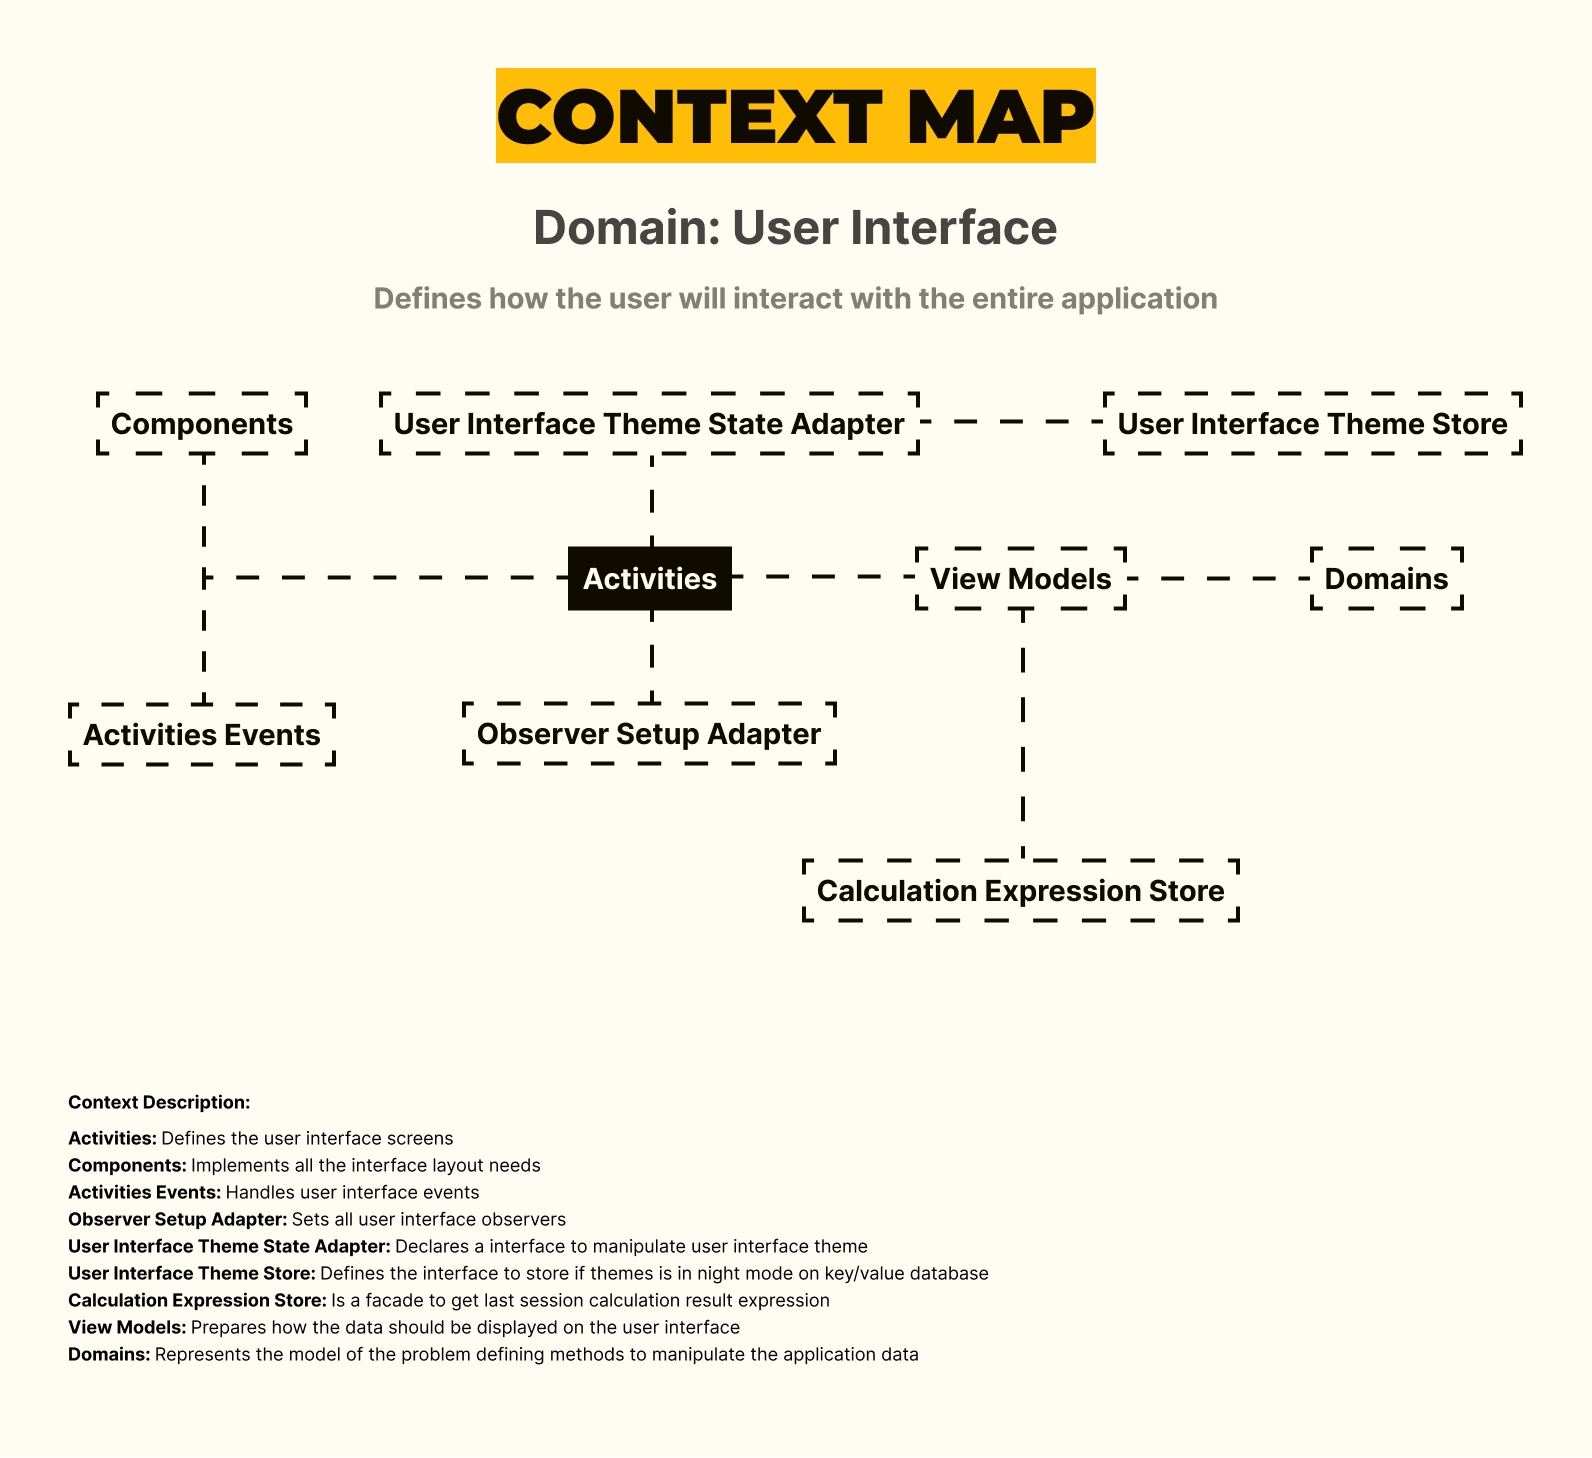 CONTEXT MAP
Domain: User Interface
Defines how the user will interact with the entire application
Components
User Interface Theme State Adapter
User Interface Theme Store
Activities
View Models
Domains
Activities Events
Observer Setup Adapter
Calculation Expression Store
Context Description:
Activities: Defines the user interface screens
Components: Implements all the interface layout needs
Activities Events: Handles user interface events
Observer Setup Adapter: Sets all user interface observers
User Interface Theme State Adapter: Declares a interface to manipulate user interface theme
User Interface Theme Store: Defines the interface to store if themes is in night mode on key/value database
Calculation Expression Store: Is a facade to get last session calculation result expression
View Models: Prepares how the data should be displayed on the user interface
Domains: Represents the model of the problem defining methods to manipulate the application data